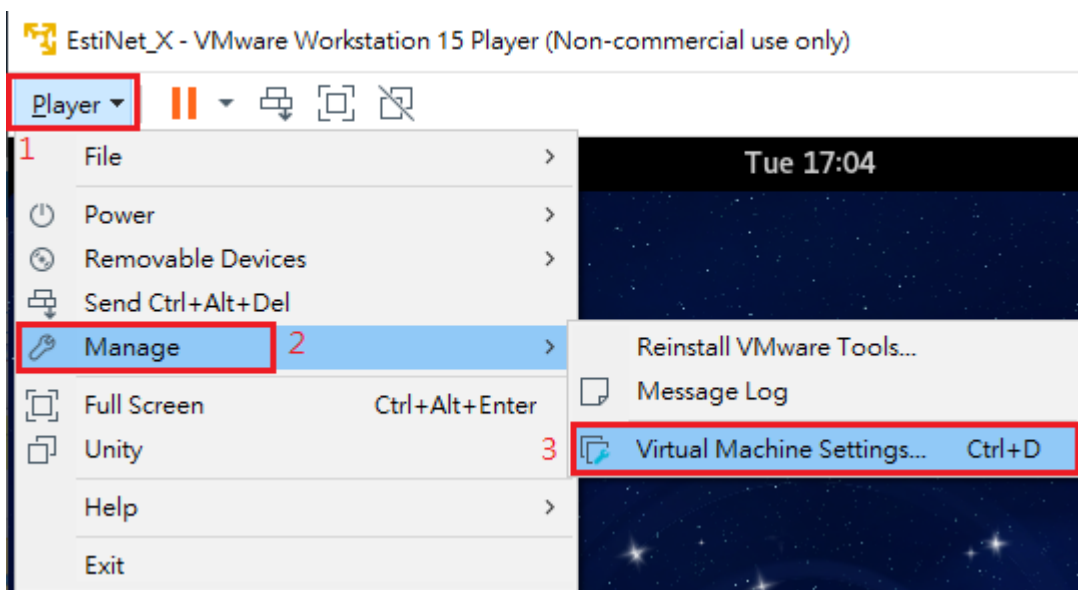 EstiNet_X - VMware Workstation 15 Player (Non-commercial use only)
Player
1
File
Tue 17:04
Power
Removable Devices
Send Ctrl+Alt+Del
Manage 2
Reinstall VMware Tools...
Message Log
Full Screen Ctrl+Alt+Enter
Unity
3 Virtual Machine Settings... Ctrl+D
Help
Exit